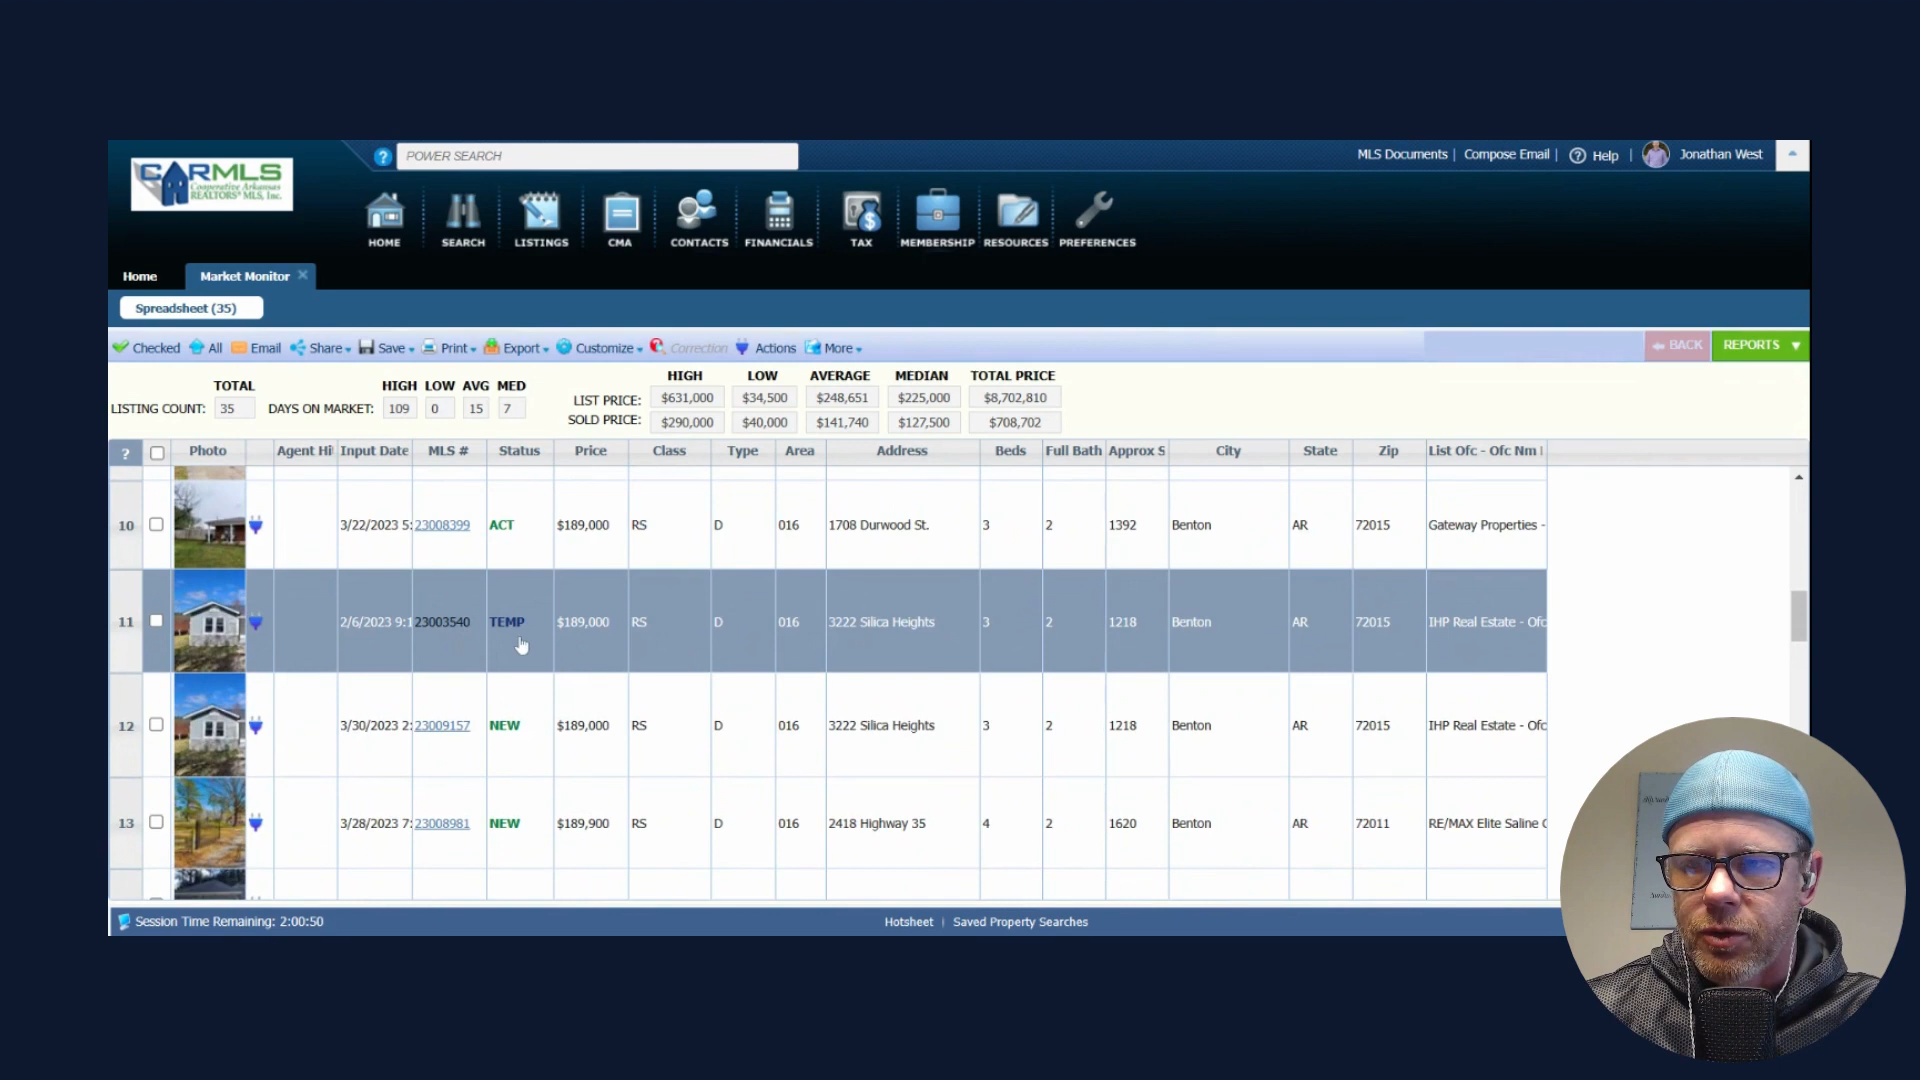 CARMLS
Cooperative Arkansas
REALTORS® MLS, Inc.
POWER SEARCH
MLS Documents | Compose Email | Help | Jonathan West
HOME SEARCH LISTINGS CMA CONTACTS FINANCIALS TAX MEMBERSHIP RESOURCES PREFERENCES
Home Market Monitor
Spreadsheet (35)
Checked All Email Share Save Print Export Customize Correction Actions More BACK REPORTS
HIGH LOW AVERAGE MEDIAN TOTAL PRICE
TOTAL HIGH LOW AVG MED
LIST PRICE: $631,000 $34,500 $248,651 $225,000 $8,702,810
LISTING COUNT: 35 DAYS ON MARKET: 109 0 15 7
SOLD PRICE: $290,000 $40,000 $141,740 $127,500 $708,702
? Photo Agent Hi Input Date MLS # Status Price Class Type Area Address Beds Full Bath Approx S City State Zip List Ofc - Ofc Nm
10 3/22/2023 5: 23008399 ACT $189,000 RS D 016 1708 Durwood St. 3 2 1392 Benton AR 72015 Gateway Properties -
11 2/6/2023 9:1 23003540 TEMP $189,000 RS D 016 3222 Silica Heights 3 2 1218 Benton AR 72015 IHP Real Estate - Ofc
12 3/30/2023 2: 23009157 NEW $189,000 RS D 016 3222 Silica Heights 3 2 1218 Benton AR 72015 IHP Real Estate - Ofc
13 3/28/2023 7: 23008981 NEW $189,900 RS D 016 2418 Highway 35 4 2 1620 Benton AR 72011 RE/MAX Elite Saline C
Session Time Remaining: 2:00:50 Hotsheet | Saved Property Searches